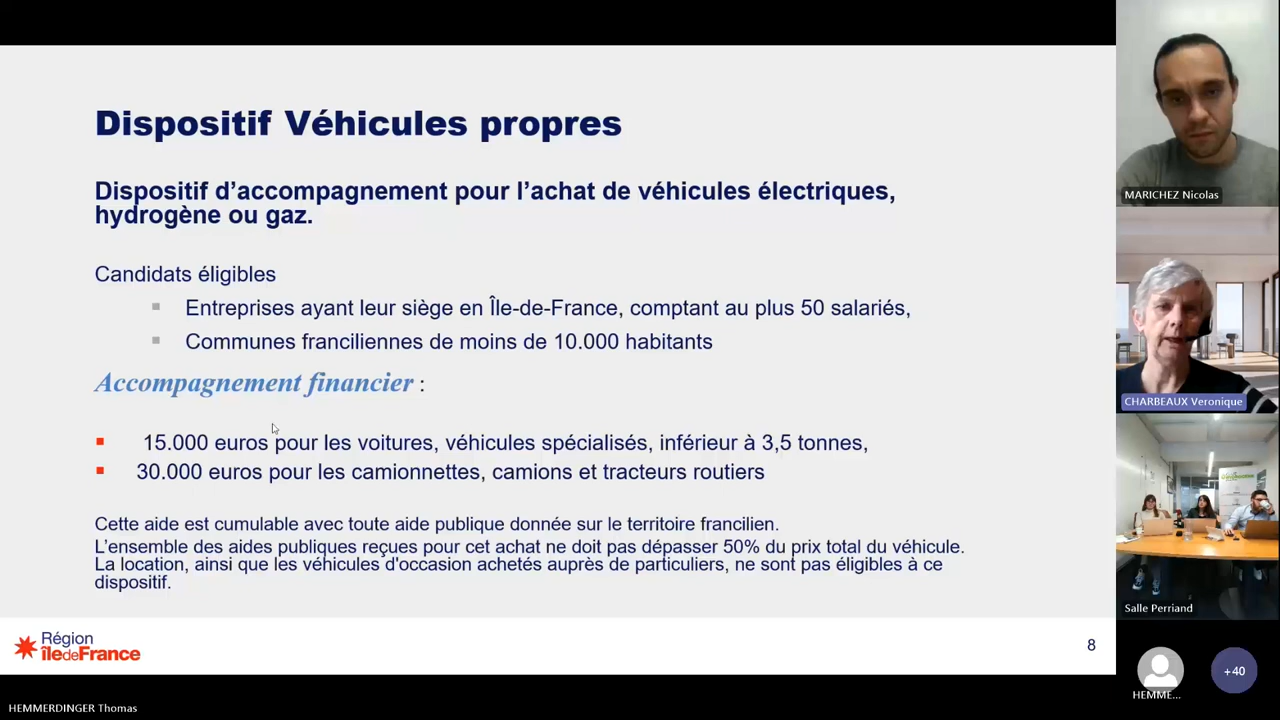 Dispositif Véhicules propres
Dispositif d’accompagnement pour l’achat de véhicules électriques,
hydrogène ou gaz.
Candidats éligibles
Entreprises ayant leur siège en Île-de-France, comptant au plus 50 salariés,
Communes franciliennes de moins de 10.000 habitants
Accompagnement financier :
15.000 euros pour les voitures, véhicules spécialisés, inférieur à 3,5 tonnes,
30.000 euros pour les camionnettes, camions et tracteurs routiers
Cette aide est cumulable avec toute aide publique donnée sur le territoire francilien.
L’ensemble des aides publiques reçues pour cet achat ne doit pas dépasser 50% du prix total du véhicule.
La location, ainsi que les véhicules d'occasion achetés auprès de particuliers, ne sont pas éligibles à ce
dispositif.
Région
îledeFrance
8
HEMMERDINGER Thomas
MARICHEZ Nicolas
CHARBEAUX Veronique
Salle Perriand
HEMME...
+40